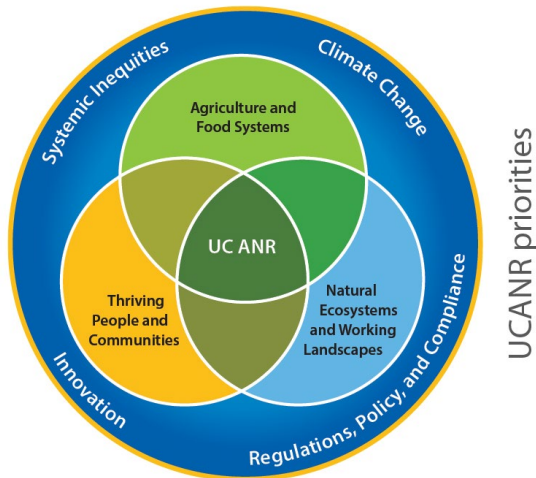 Systemic Inequities
Climate Change
Agriculture and
Food Systems
UC ANR
Thriving
People and
Communities
Natural
Ecosystems
and Working
Landscapes
Innovation
Regulations, Policy, and Compliance
UCANR priorities